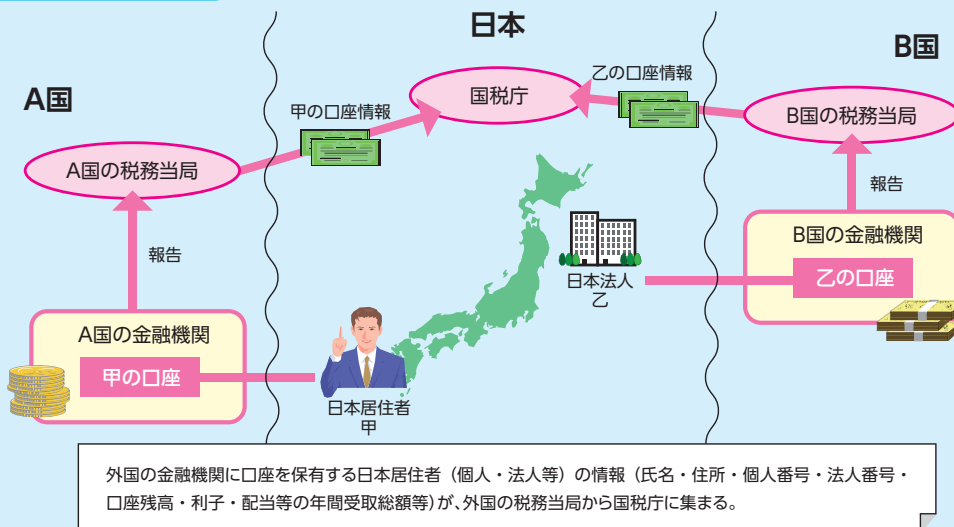 日本
B国
A国
乙の口座情報
国税庁
甲の口座情報
B国の税務当局
A国の税務当局
報告
報告
B国の金融機関
乙の口座
日本法人
乙
A国の金融機関
甲の口座
日本居住者
甲
外国の金融機関に口座を保有する日本居住者（個人・法人等）の情報（氏名・住所・個人番号・法人番号・
口座残高・利子・配当等の年間受取総額等）が、外国の税務当局から国税庁に集まる。